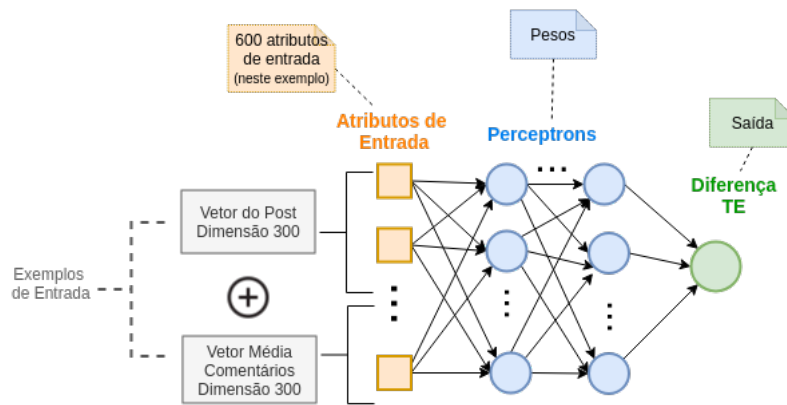 600 atributos
de entrada
(neste exemplo)
Pesos
Saída
Atributos de
Entrada
Perceptrons
Diferença
TE
Vetor do Post
Dimensão 300
Exemplos
de Entrada
Vetor Média
Comentários
Dimensão 300